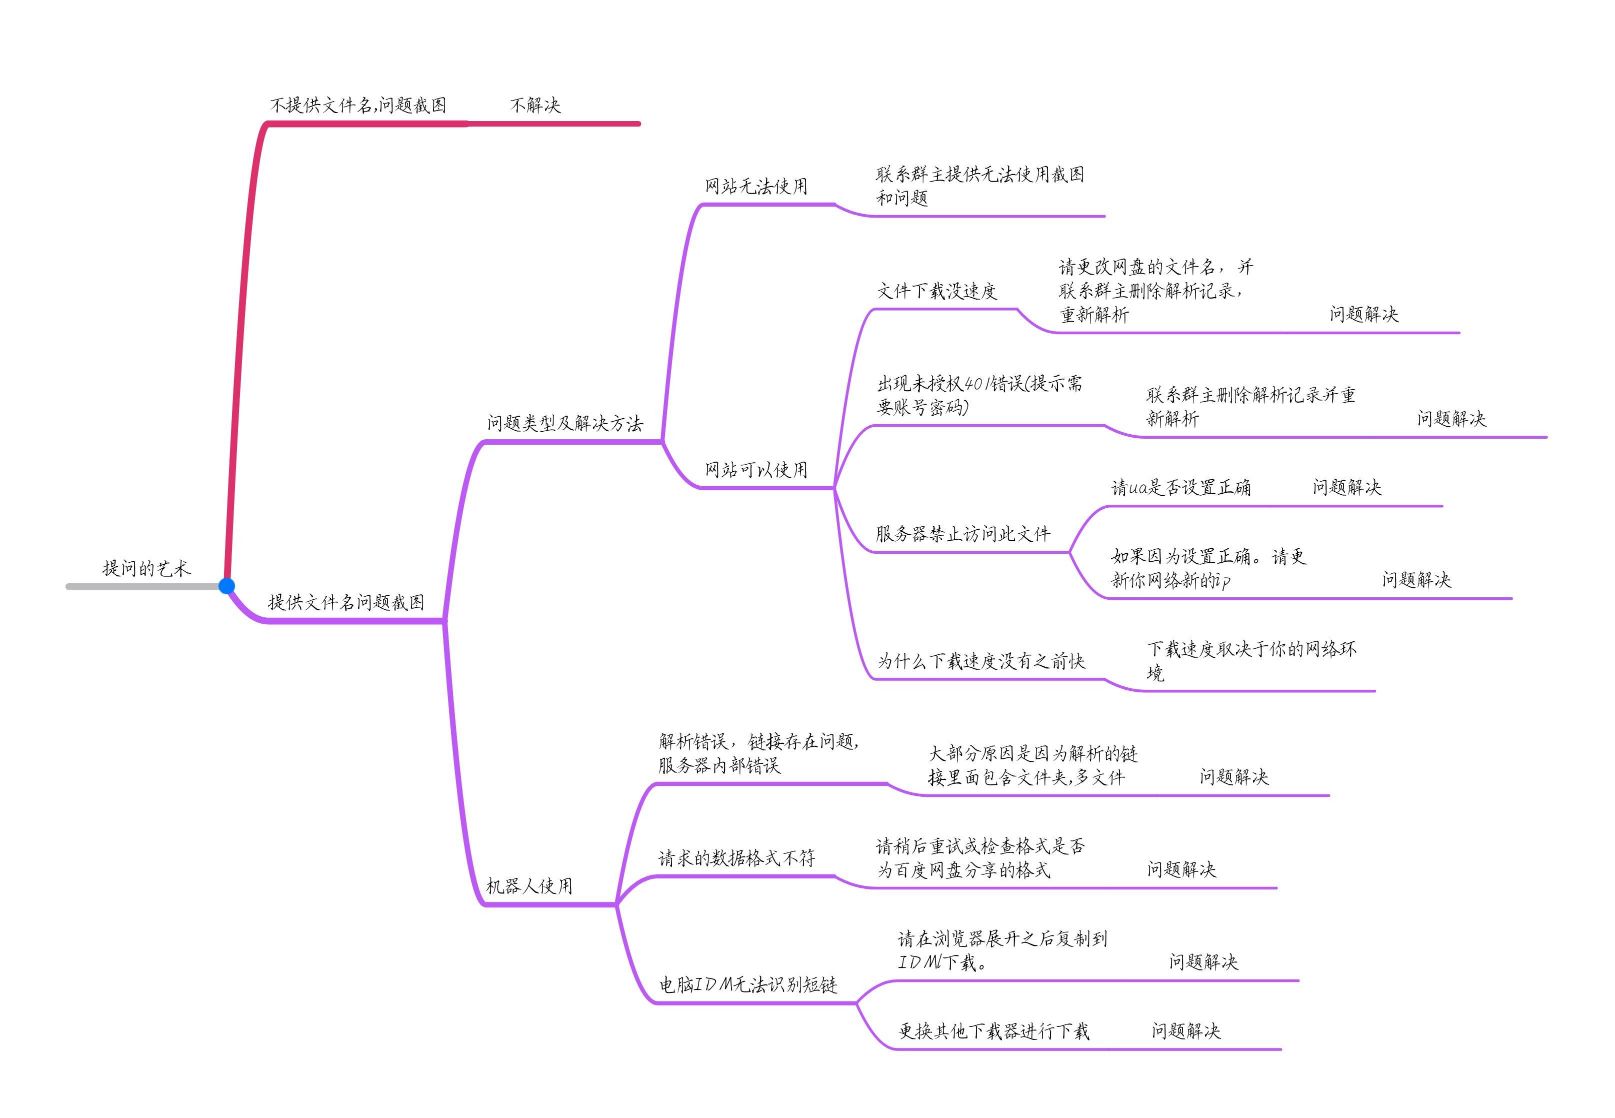 不提供文件名,问题截图
不解决
网站无法使用
联系群主提供无法使用截图
和问题
文件下载没速度
请更改网盘的文件名，并
联系群主删除解析记录，
重新解析
问题解决
出现未授权401错误(提示需
要账号密码)
联系群主删除解析记录并重
新解析
问题解决
问题类型及解决方法
网站可以使用
请ua是否设置正确
问题解决
服务器禁止访问此文件
如果因为设置正确。请更
新你网络新的ip
问题解决
提问的艺术
提供文件名问题截图
为什么下载速度没有之前快
下载速度取决于你的网络环
境
解析错误，链接存在问题，
服务器内部错误
大部分原因是因为解析的链
接里面包含文件夹,多文件
问题解决
请求的数据格式不符
请稍后重试或检查格式是否
为百度网盘分享的格式
问题解决
机器人使用
请在浏览器展开之后复制到
IDM下载。
问题解决
电脑IDM无法识别短链
更换其他下载器进行下载
问题解决